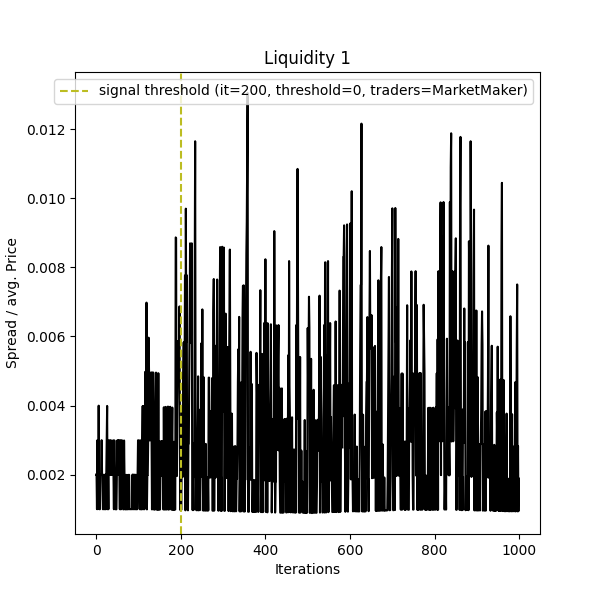 Liquidity 1
signal threshold (it=200, threshold=0, traders=MarketMaker)
0.012
0.010
0.008
0.006
0.004
0.002
Spread / avg. Price
0 200 400 600 800 1000
Iterations